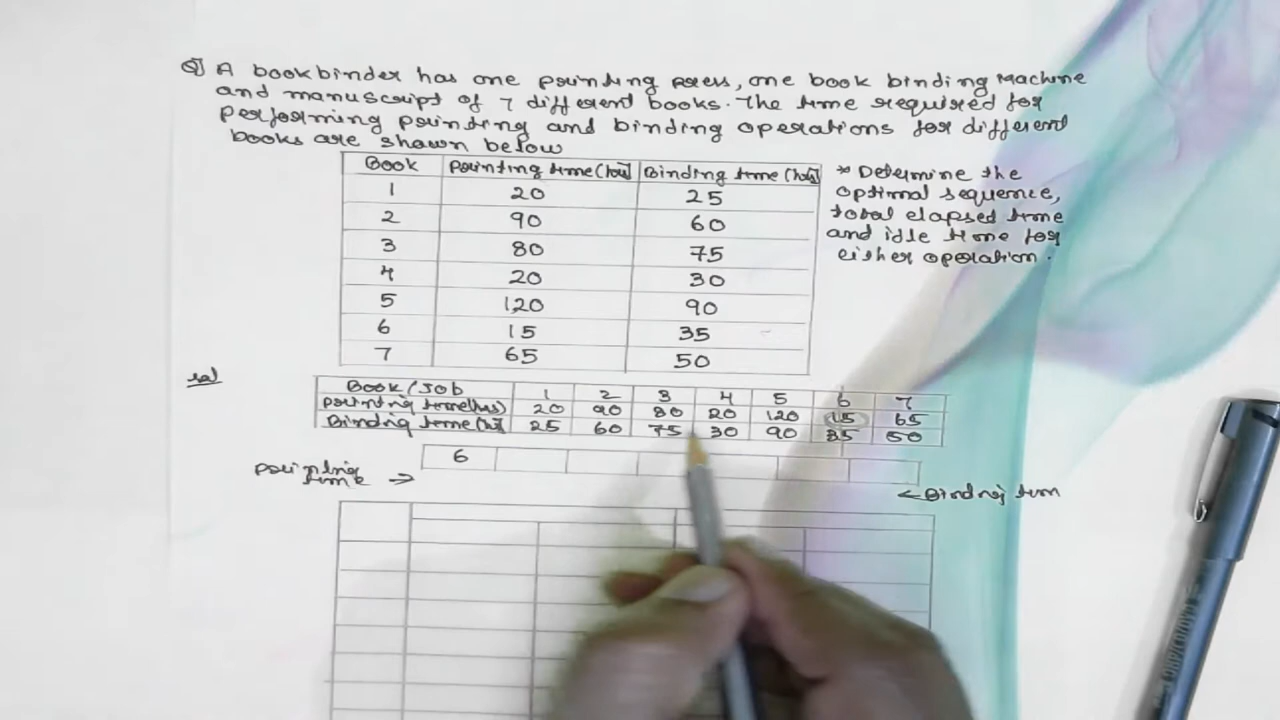 Q] A bookbinder has one printing press, one book binding Machine
and manuscript of 7 different books. The time required for
performing printing and binding operations for different
books are shown below
Book Printing time (hour) Binding time (hrs)
1 20 25
2 90 60
3 80 75
4 20 30
5 120 90
6 15 35
7 65 50
* Determine the
optimal sequence,
total elapsed time
and idle time for
either operation.
sol
Book/Job 1 2 3 4 5 6 7
printing time(hrs) 20 90 80 20 120 15 65
Binding time (hr) 25 60 75 30 90 35 50
6
printing
time →
← Binding time